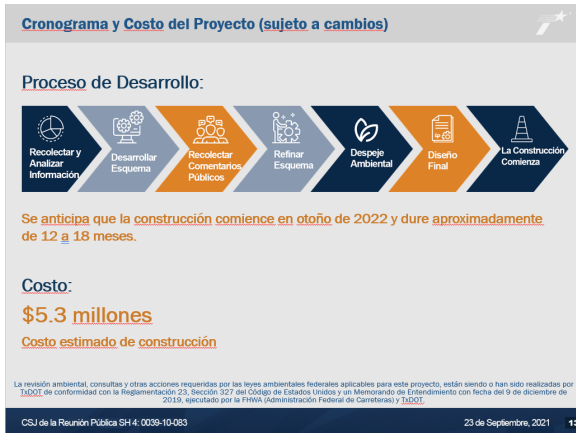 Cronograma y Costo del Proyecto (sujeto a cambios)
Proceso de Desarrollo:
Recolectar y
Analizar
Información
Desarrollar
Esquema
Recolectar
Comentarios
Públicos
Refinar
Esquema
Despeje
Ambiental
Diseño
Final
La Construcción
Comienza
Se anticipa que la construcción comience en otoño de 2022 y dure aproximadamente
de 12 a 18 meses.
Costo:
$5.3 millones
Costo estimado de construcción
La revisión ambiental, consultas y otras acciones requeridas por las leyes ambientales federales aplicables para este proyecto, están siendo o han sido realizadas por
TxDOT de conformidad con la Reglamentación 23, Sección 327 del Código de Estados Unidos y un Memorando de Entendimiento con fecha del 9 de diciembre de
2019, ejecutado por la FHWA (Administración Federal de Carreteras) y TxDOT.
CSJ de la Reunión Pública SH 4: 0039-10-083
23 de Septiembre, 2021